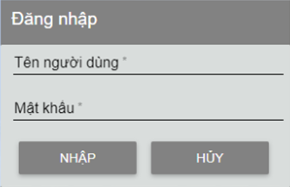 Đăng nhập
Tên người dùng *
Mật khẩu *
NHẬP HỦY